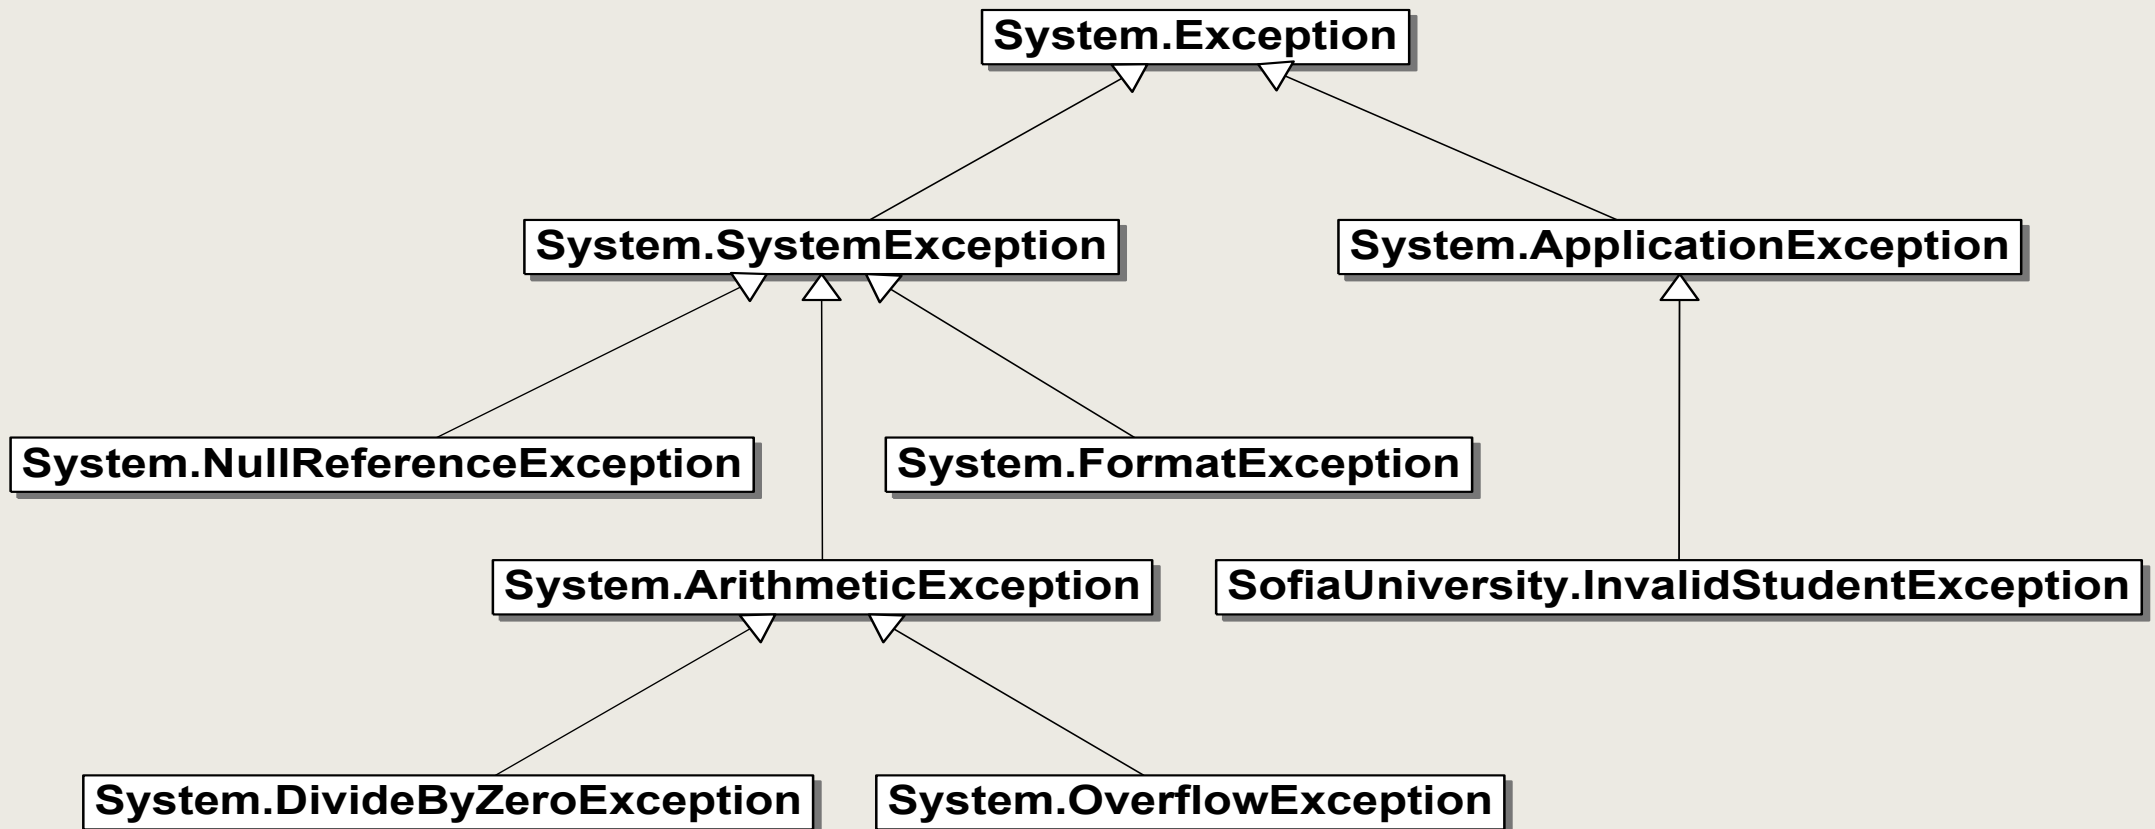 System.Exception
System.SystemException
System.ApplicationException
System.NullReferenceException
System.FormatException
System.ArithmeticException
SofiaUniversity.InvalidStudentException
System.DivideByZeroException
System.OverflowException